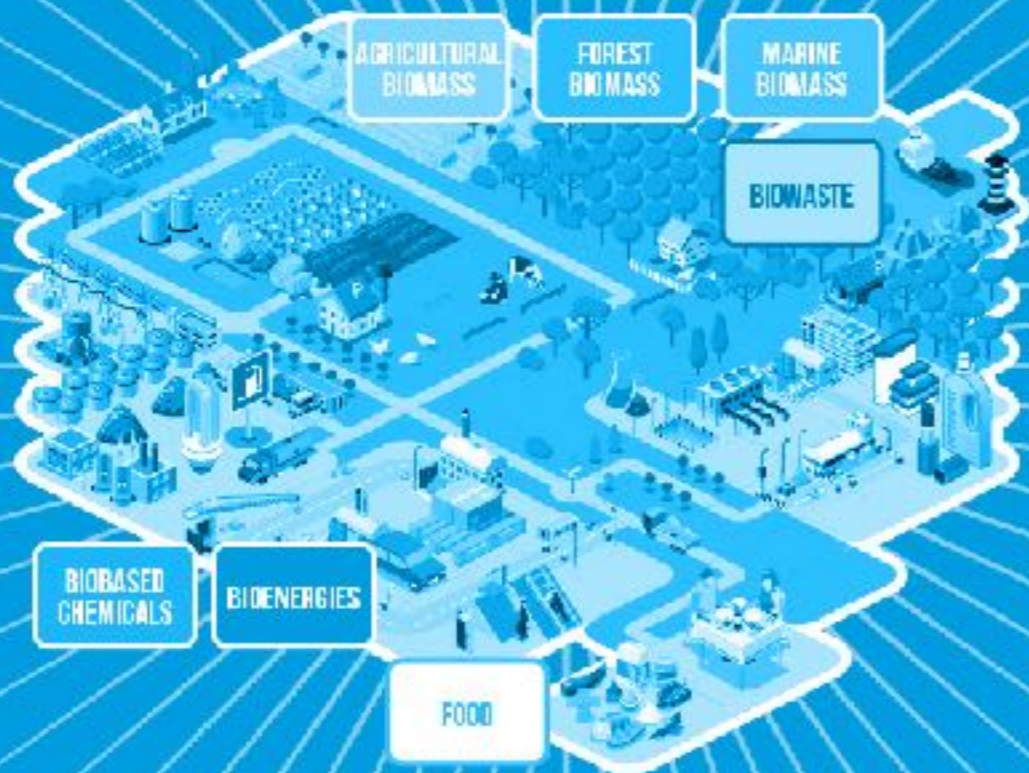 AGRICULTURAL
BIOMASS
FOREST
BIOMASS
MARINE
BIOMASS
BIOWASTE
BIOBASED
CHEMICALS
BIOENERGIES
FOOD